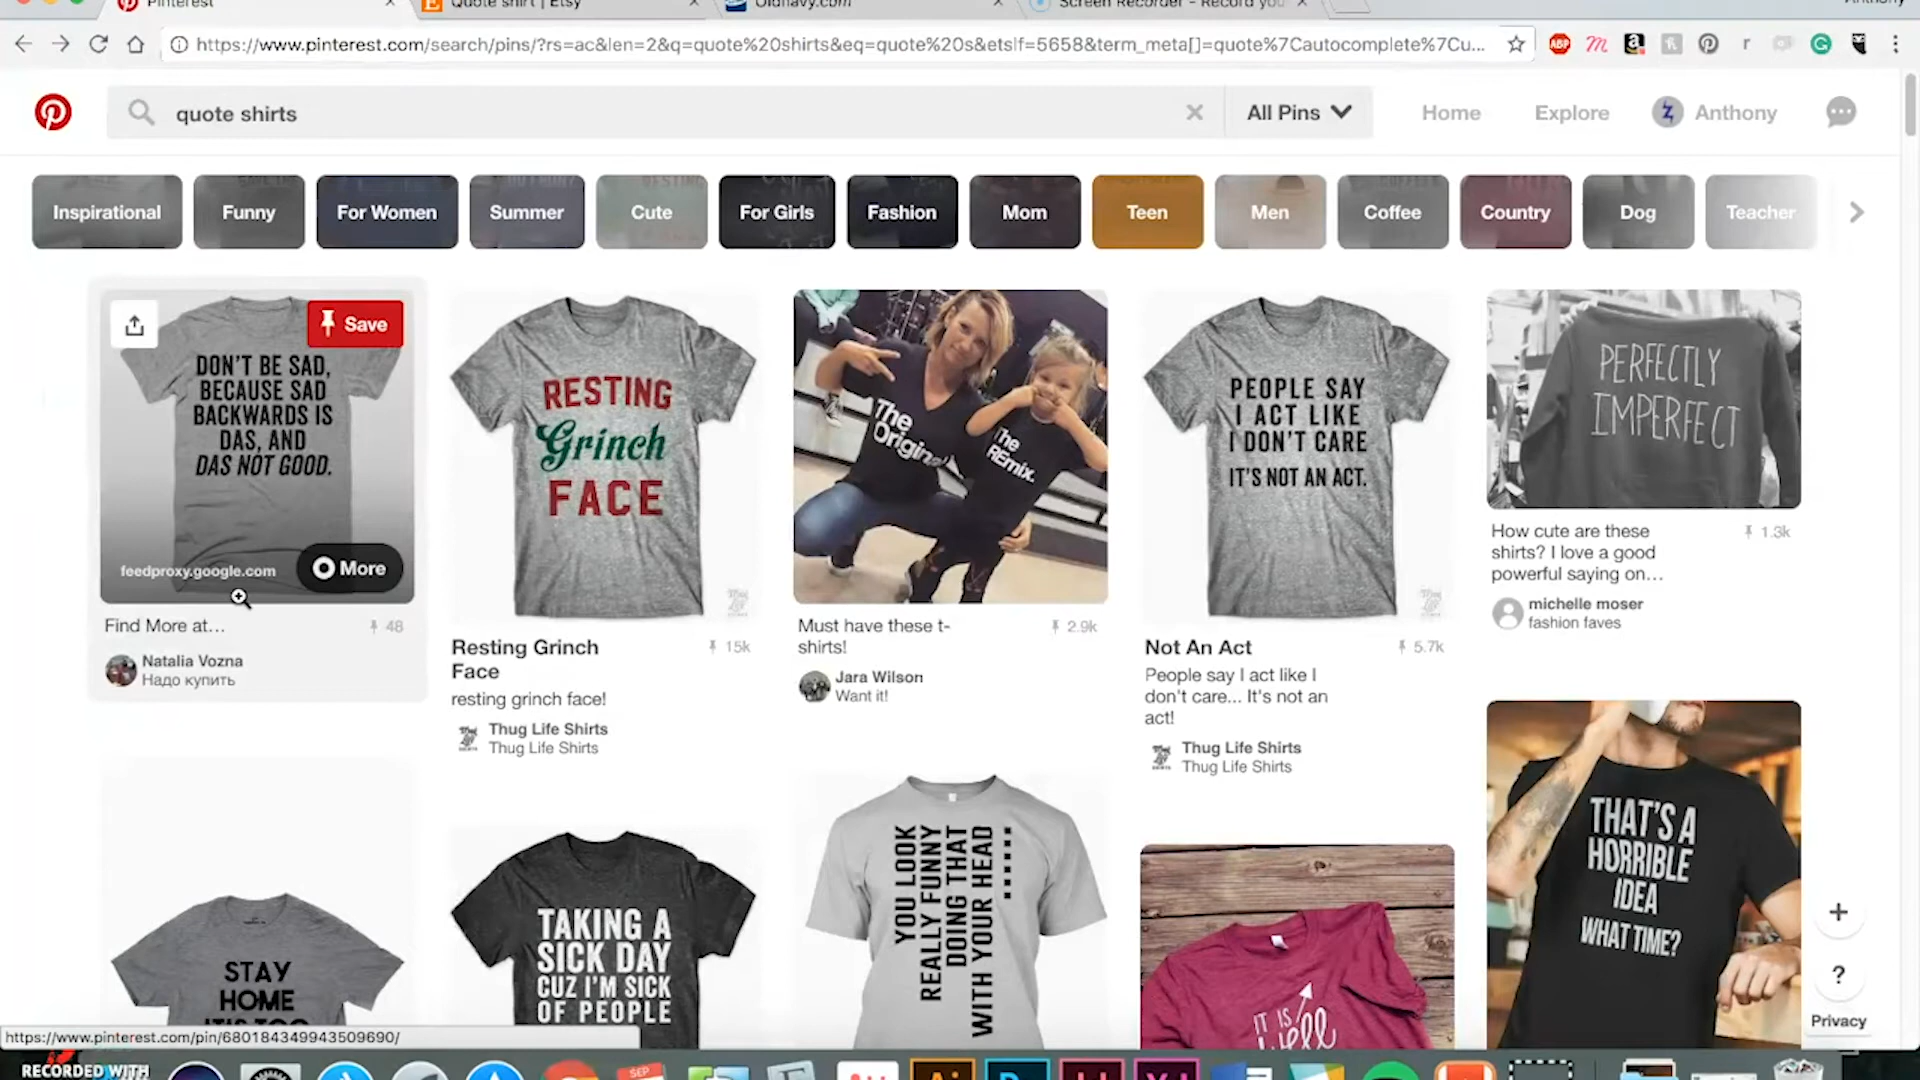 Pinterest
Quote shirt | Etsy
Oldnavy.com
Screen Recorder - Record you
Anthony
https://www.pinterest.com/search/pins/?rs=ac&len=2&q=quote%20shirts&eq=quote%20s&etslf=5658&term_meta[]=quote%7Cautocomplete%7Cu...
ABP
quote shirts
All Pins
Home
Explore
Anthony
Inspirational
Funny
For Women
Summer
Cute
For Girls
Fashion
Mom
Teen
Men
Coffee
Country
Dog
Teacher
Save
DON'T BE SAD,
BECAUSE SAD
BACKWARDS IS
DAS, AND
DAS NOT GOOD.
feedproxy.google.com
More
Find More at...
48
Natalia Vozna
Надо купить
RESTING
Grinch
FACE
Resting Grinch
Face
15k
resting grinch face!
Thug Life Shirts
Thug Life Shirts
The
Original
The
REmix.
Must have these t-
shirts!
2.9k
Jara Wilson
Want it!
PEOPLE SAY
I ACT LIKE
I DON'T CARE
IT'S NOT AN ACT.
Not An Act
5.7k
People say I act like I
don't care... It's not an
act!
Thug Life Shirts
Thug Life Shirts
PERFECTLY
IMPERFECT
How cute are these
shirts? I love a good
powerful saying on...
1.3k
michelle moser
fashion faves
STAY
HOME
IT'S TOO
TAKING A
SICK DAY
CUZ I'M SICK
OF PEOPLE
YOU LOOK
REALLY FUNNY
DOING THAT
WITH YOUR HEAD
IT IS
well
THAT'S A
HORRIBLE
IDEA
WHAT TIME?
+
?
Privacy
https://www.pinterest.com/pin/680184349943509690/
RECORDED WITH
SEP